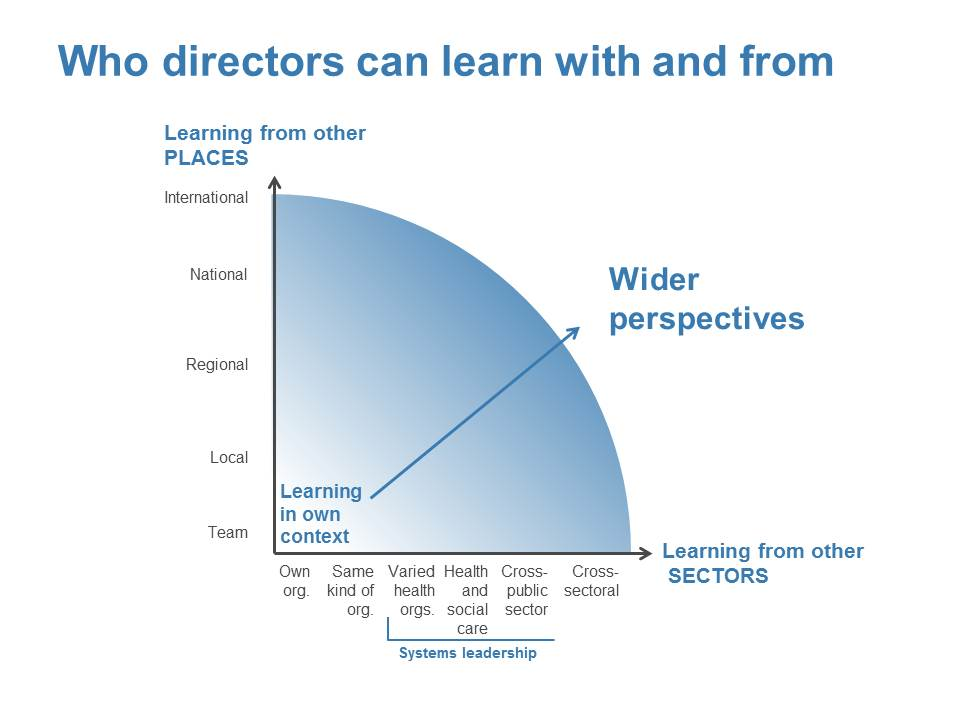 Who directors can learn with and from
Learning from other
PLACES
International
National
Regional
Local
Team
Wider
perspectives
Learning
in own
context
Learning from other
SECTORS
Own
org.
Same
kind of
org.
Varied
health
orgs.
Health
and
social
care
Cross-
public
sector
Cross-
sectoral
Systems leadership